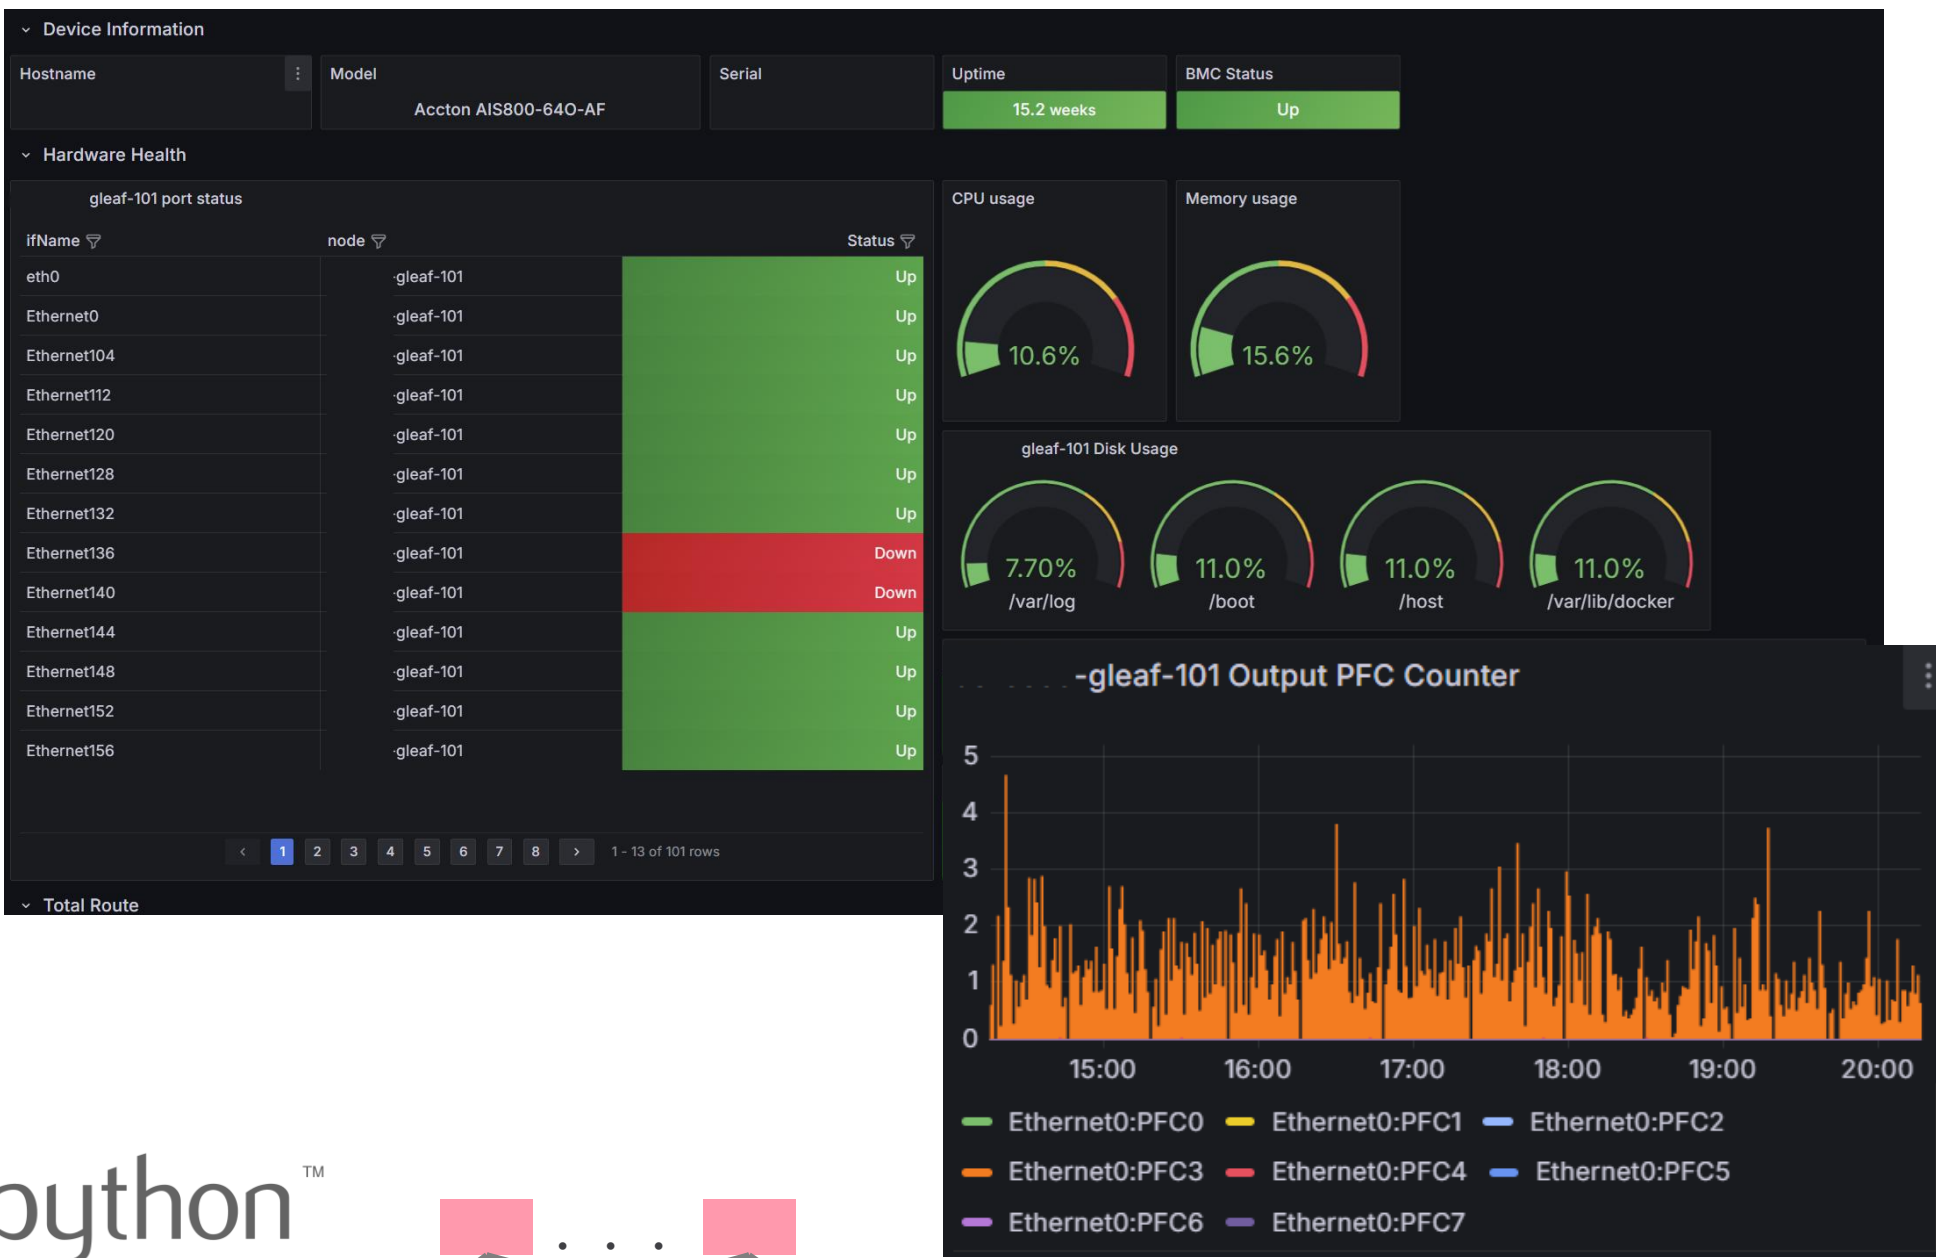 Device Information
Hostname
Model
Accton AIS800-64O-AF
Serial
Uptime
15.2 weeks
BMC Status
Up
Hardware Health
gleaf-101 port status
ifName node Status
eth0 -gleaf-101 Up
Ethernet0 -gleaf-101 Up
Ethernet104 -gleaf-101 Up
Ethernet112 -gleaf-101 Up
Ethernet120 -gleaf-101 Up
Ethernet128 -gleaf-101 Up
Ethernet132 -gleaf-101 Up
Ethernet136 -gleaf-101 Down
Ethernet140 -gleaf-101 Down
Ethernet144 -gleaf-101 Up
Ethernet148 -gleaf-101 Up
Ethernet152 -gleaf-101 Up
Ethernet156 -gleaf-101 Up
< 1 2 3 4 5 6 7 8 > 1 - 13 of 101 rows
CPU usage
10.6%
Memory usage
15.6%
gleaf-101 Disk Usage
7.70% 11.0% 11.0% 11.0%
/var/log /boot /host /var/lib/docker
Total Route
-gleaf-101 Output PFC Counter
5
4
3
2
1
0
15:00 16:00 17:00 18:00 19:00 20:00
Ethernet0:PFC0 Ethernet0:PFC1 Ethernet0:PFC2
Ethernet0:PFC3 Ethernet0:PFC4 Ethernet0:PFC5
Ethernet0:PFC6 Ethernet0:PFC7
python™
. . .